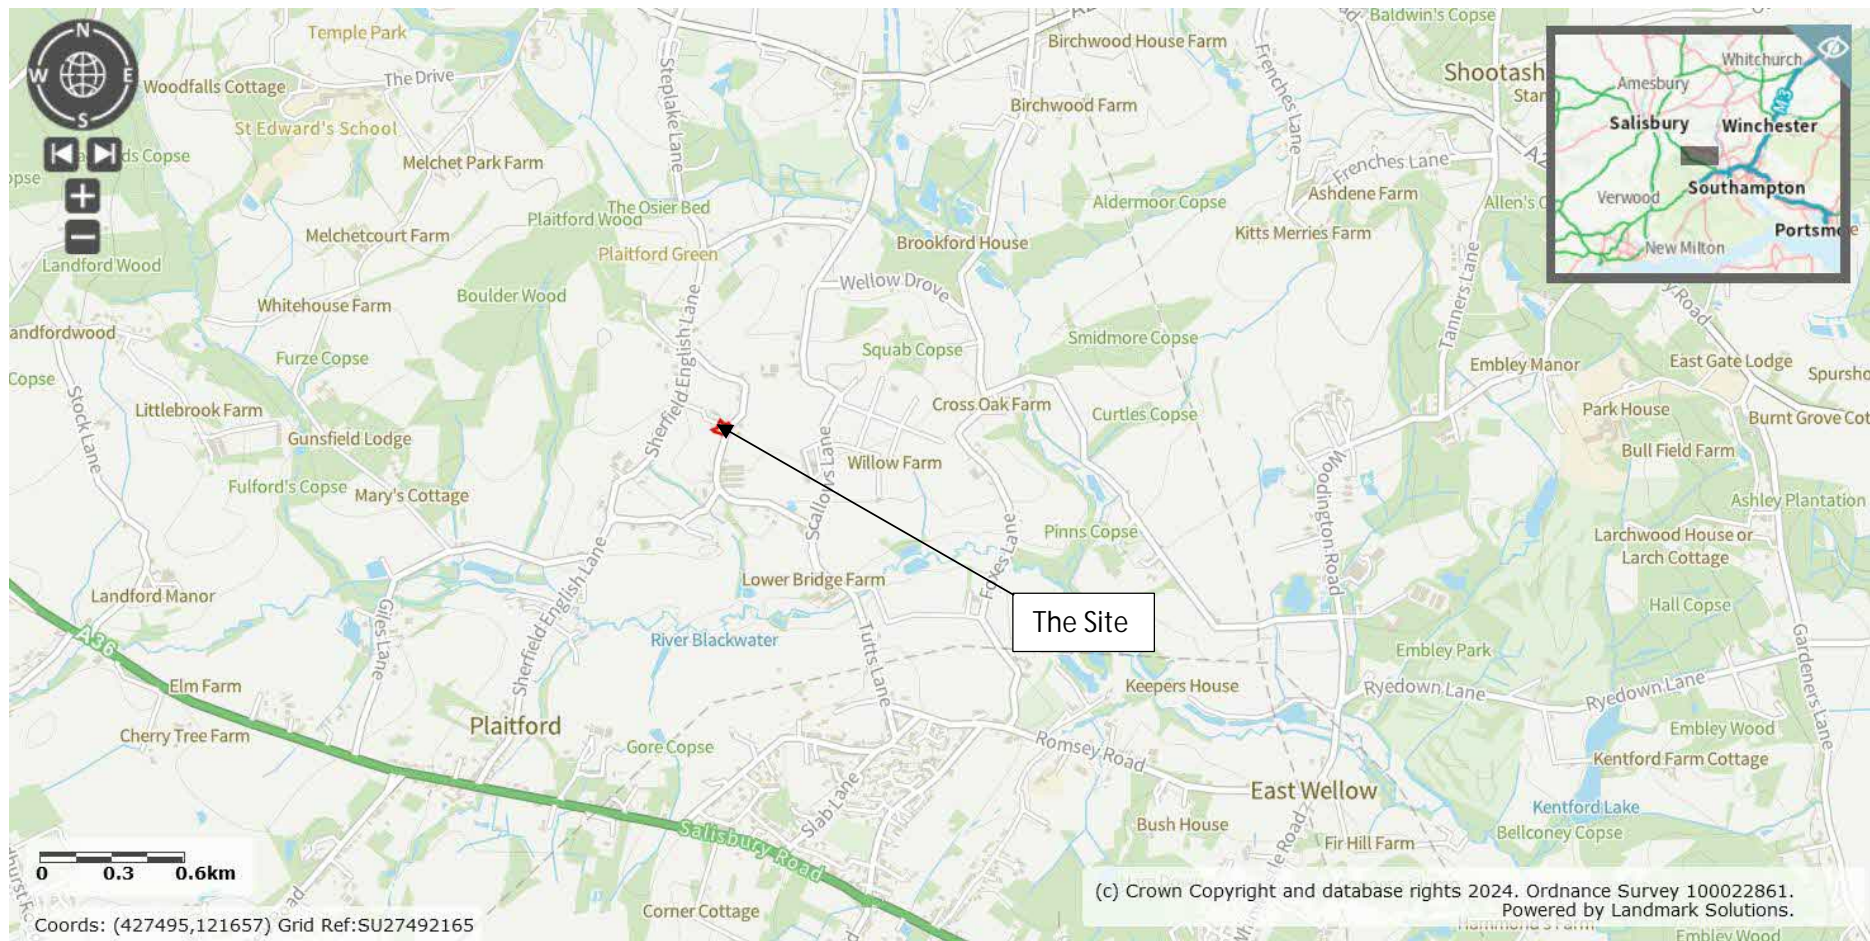 N
W
E
S
Temple Park
The Drive
Woodfalls Cottage
St Edward's School
Copse
Melchet Park Farm
Steplake Lane
Birchwood House Farm
Birchwood Farm
Baldwin's Copse
Frenches Lane
Frenches Lane
Shootash
Ashdene Farm
Aldermoor Copse
Kitts Merries Farm
Whitchurch
Amesbury
M3
Salisbury
Winchester
Verwood
Southampton
New Milton
The Osier Bed
Plaitford Wood
Plaitford Green
Melchetcourt Farm
Landford Wood
Brookford House
Wellow Drove
Boulder Wood
Whitehouse Farm
andfordwood
Squab Copse
Smidmore Copse
Tanners Lane
Furze Copse
Copse
Embley Manor
East Gate Lodge
Sherfield English Lane
Stock Lane
Littlebrook Farm
Gunsfield Lodge
Cross Oak Farm
Curtles Copse
Park House
Burnt Grove Cot
Bull Field Farm
Willow Farm
Scallows Lane
Fulford's Copse
Mary's Cottage
Woodington Road
Ashley Plantation
Pinns Copse
Foxes Lane
Larchwood House or
Larch Cottage
Lower Bridge Farm
Landford Manor
Giles Lane
Sherfield English Lane
Hall Copse
The Site
River Blackwater
Tutts Lane
A36
Embley Park
Gardeners Lane
Elm Farm
Keepers House
Ryedown Lane
Ryedown Lane
Plaitford
Cherry Tree Farm
Gore Copse
Romsey Road
Embley Wood
Kentford Farm Cottage
East Wellow
Slab Lane
Kentford Lake
Bush House
Bellconey Copse
Fir Hill Farm
Salisbury Road
0 0.3 0.6km
Corner Cottage
(c) Crown Copyright and database rights 2024. Ordnance Survey 100022861.
Powered by Landmark Solutions.
Coords: (427495,121657) Grid Ref:SU27492165
Hammond's Farm
Embley Wood